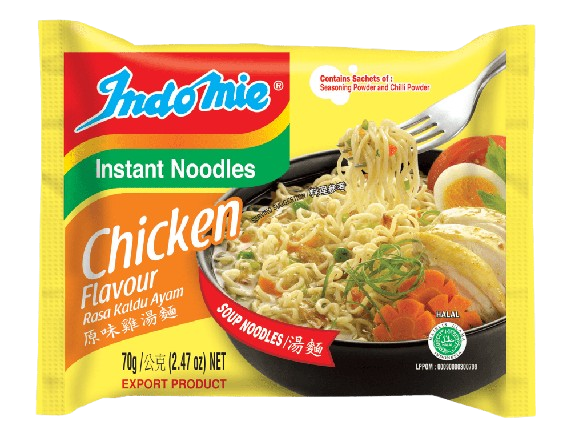 Indomie®
Contains Sachets of :
Seasoning Powder and Chilli Powder
Instant Noodles
Chicken
Flavour
Rasa Kaldu Ayam
原味雞湯麵
SOUP NOODLES/湯麵
70g /公克 (2.47 oz) NET
EXPORT PRODUCT
HALAL